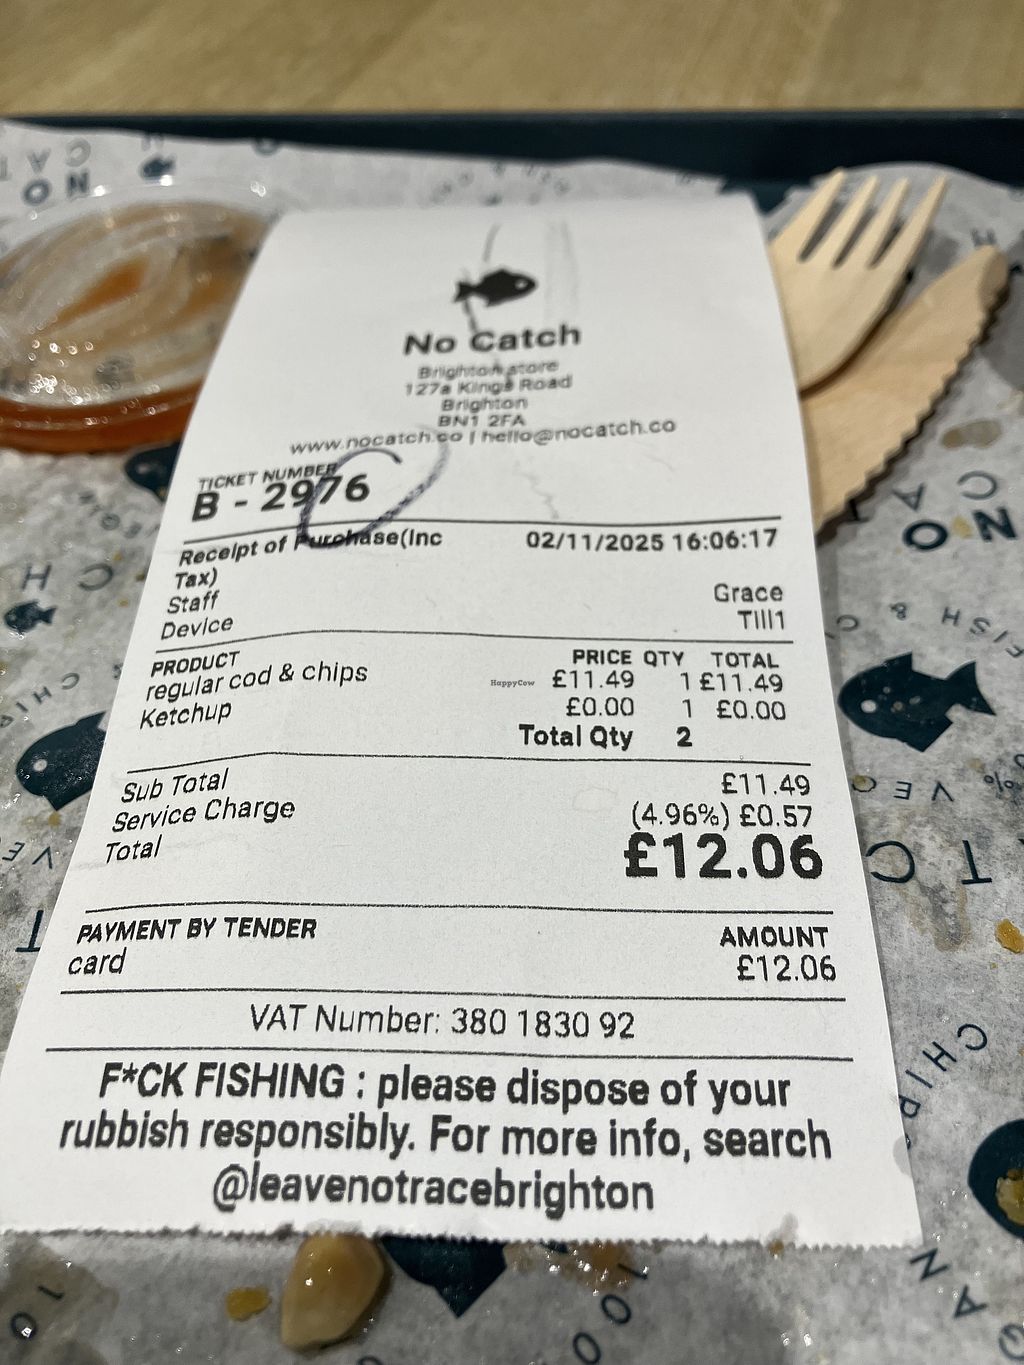 No Catch
Brighton store
127a Kings Road
Brighton
BN1 2FA
www.nocatch.co | hello@nocatch.co
TICKET NUMBER
B - 2976
Receipt of Purchase(Inc Tax) 02/11/2025 16:06:17
Staff Grace
Device Till1
PRODUCT PRICE QTY TOTAL
regular cod & chips £11.49 1 £11.49
Ketchup £0.00 1 £0.00
Total Qty 2
HappyCow
Sub Total £11.49
Service Charge (4.96%) £0.57
Total £12.06
PAYMENT BY TENDER AMOUNT
card £12.06
VAT Number: 380 1830 92
F*CK FISHING : please dispose of your
rubbish responsibly. For more info, search
@leavenotracebrighton